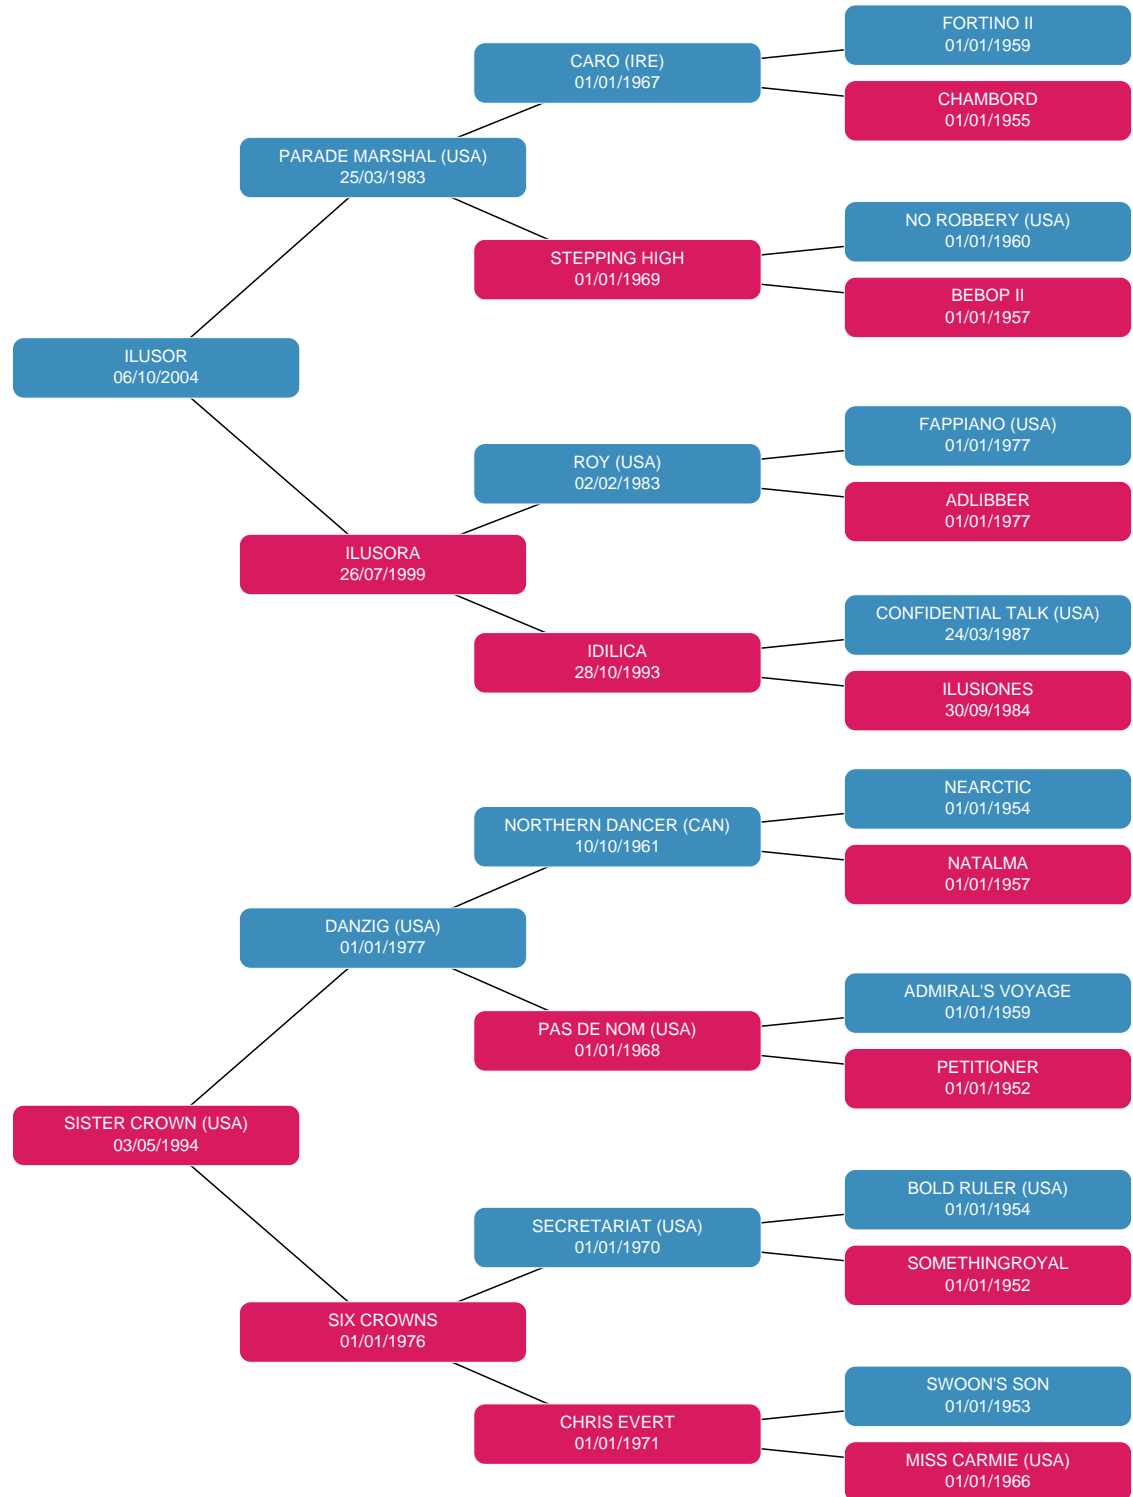 FORTINO II
01/01/1959
CARO (IRE)
01/01/1967
CHAMBORD
01/01/1955
PARADE MARSHAL (USA)
25/03/1983
NO ROBBERY (USA)
01/01/1960
STEPPING HIGH
01/01/1969
BEBOP II
01/01/1957
ILUSOR
06/10/2004
FAPPIANO (USA)
01/01/1977
ROY (USA)
02/02/1983
ADLIBBER
01/01/1977
ILUSORA
26/07/1999
CONFIDENTIAL TALK (USA)
24/03/1987
IDILICA
28/10/1993
ILUSIONES
30/09/1984
NEARCTIC
01/01/1954
NORTHERN DANCER (CAN)
10/10/1961
NATALMA
01/01/1957
DANZIG (USA)
01/01/1977
ADMIRAL'S VOYAGE
01/01/1959
PAS DE NOM (USA)
01/01/1968
PETITIONER
01/01/1952
SISTER CROWN (USA)
03/05/1994
BOLD RULER (USA)
01/01/1954
SECRETARIAT (USA)
01/01/1970
SOMETHINGROYAL
01/01/1952
SIX CROWNS
01/01/1976
SWOON'S SON
01/01/1953
CHRIS EVERT
01/01/1971
MISS CARMIE (USA)
01/01/1966